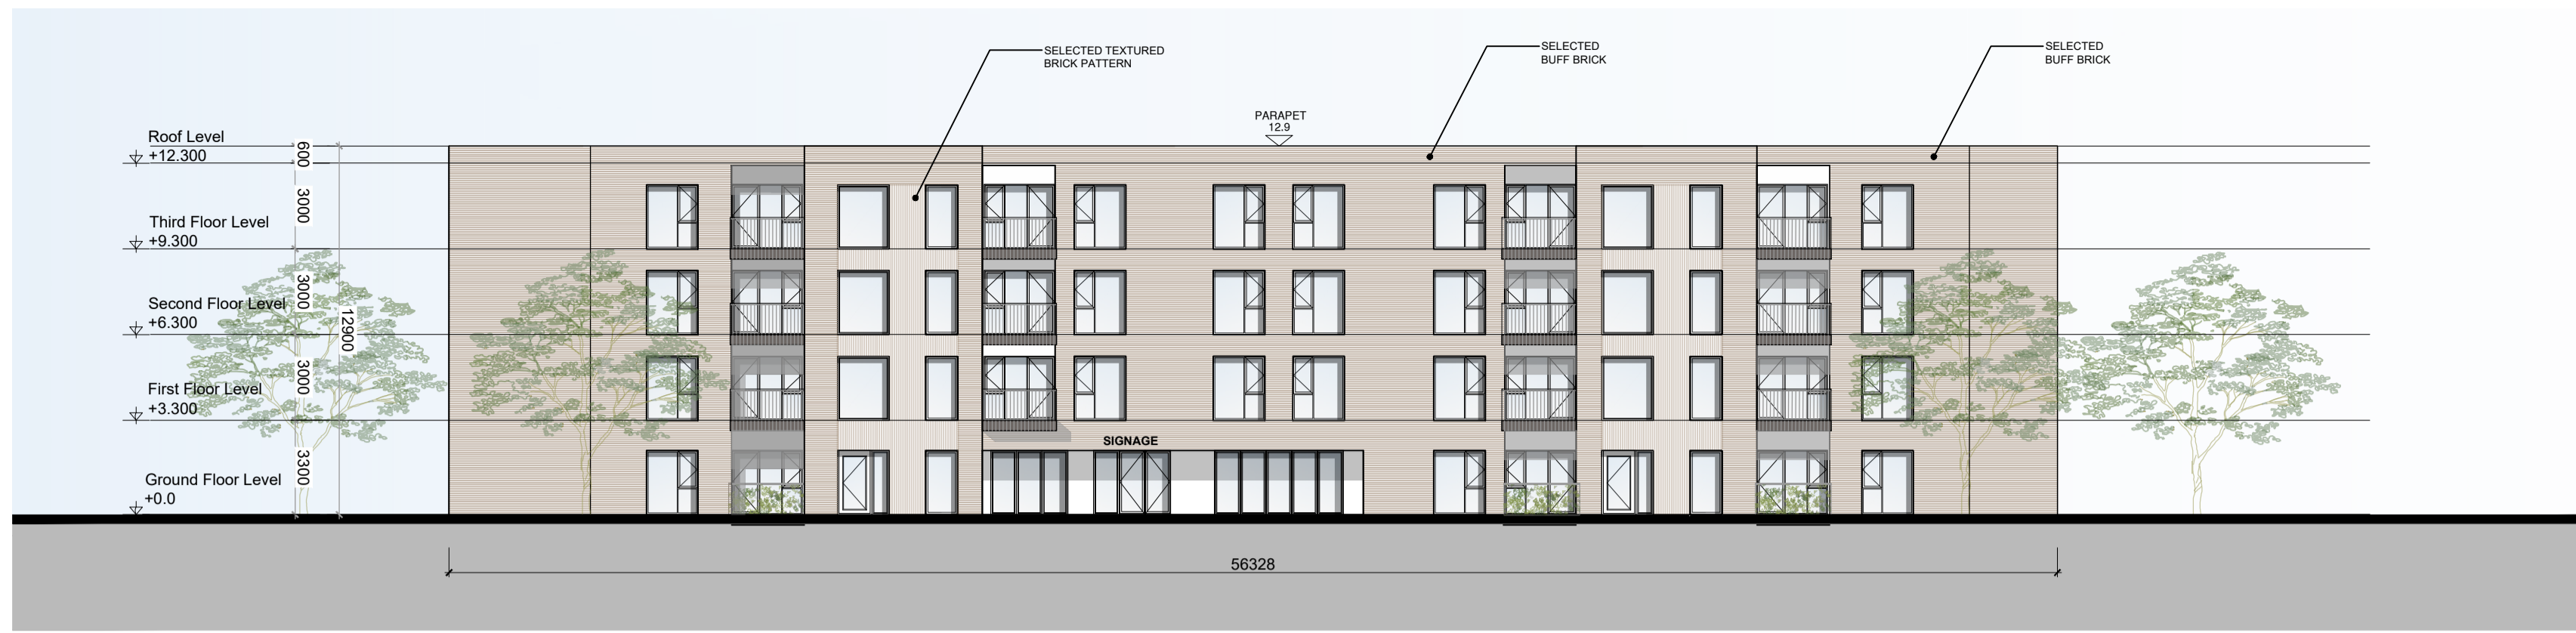 SELECTED TEXTURED
BRICK PATTERN
SELECTED
BUFF BRICK
SELECTED
BUFF BRICK
PARAPET
12.9
Roof Level
+12.300
600
3000
Third Floor Level
+9.300
3000
Second Floor Level
+6.300
12900
3000
First Floor Level
+3.300
SIGNAGE
3300
Ground Floor Level
+0.0
56328